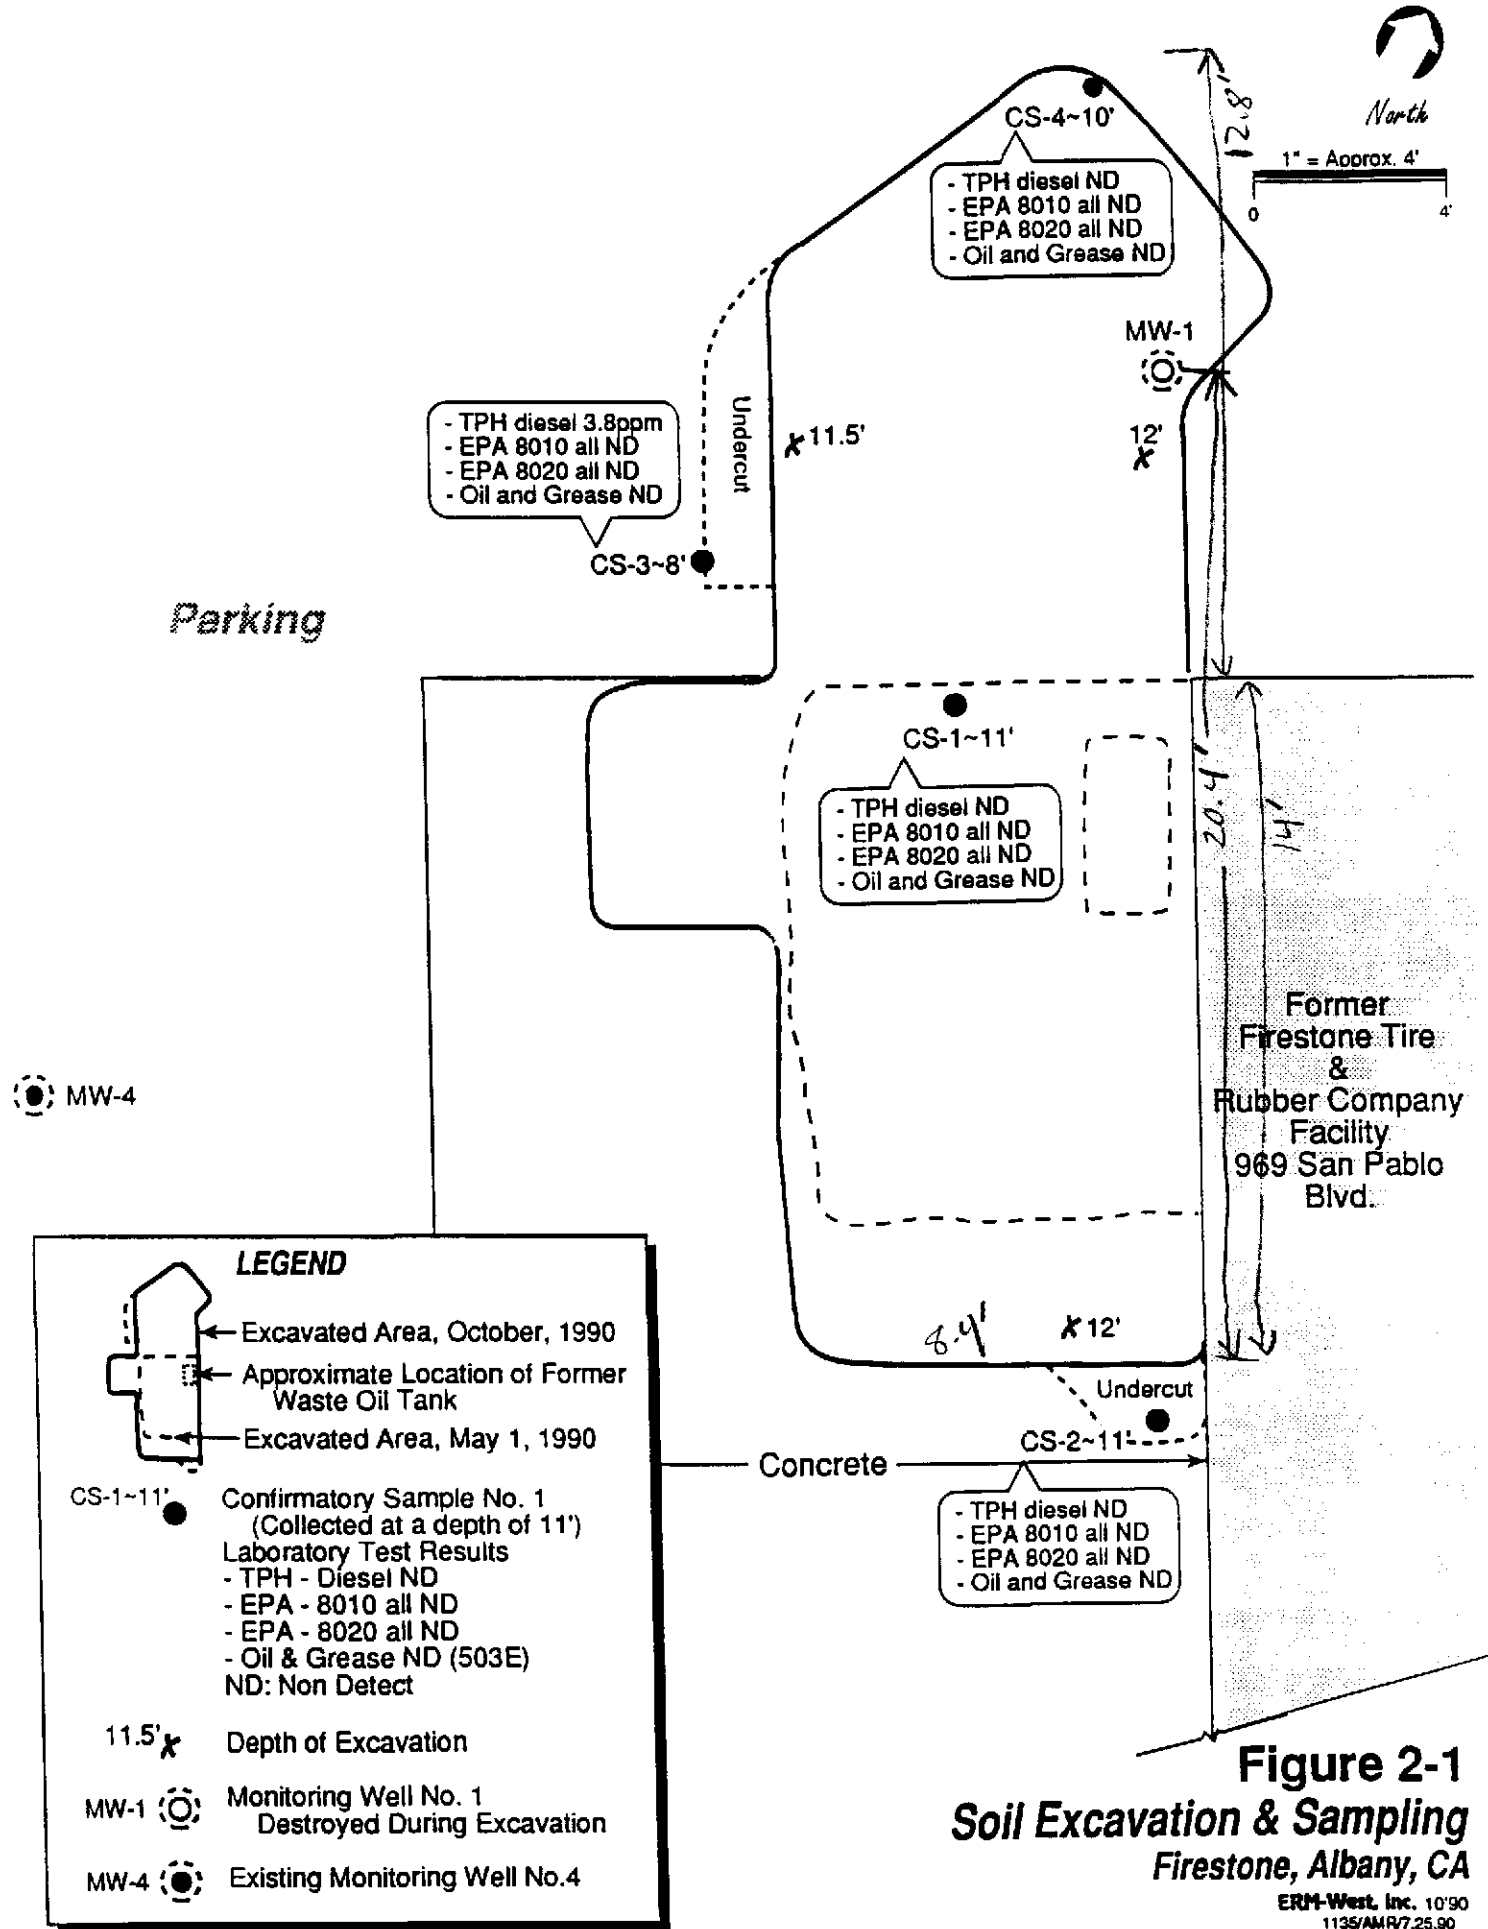 North
1" = Approx. 4'
0 4'
12.8'
CS-4~10'
- TPH diesel ND
- EPA 8010 all ND
- EPA 8020 all ND
- Oil and Grease ND
MW-1
Undercut
11.5'
12'
- TPH diesel 3.8ppm
- EPA 8010 all ND
- EPA 8020 all ND
- Oil and Grease ND
CS-3~8'
Parking
CS-1~11'
- TPH diesel ND
- EPA 8010 all ND
- EPA 8020 all ND
- Oil and Grease ND
20.4'
14'
Former
Firestone Tire
&
Rubber Company
Facility
969 San Pablo
Blvd.
MW-4
8.4'
12'
Undercut
CS-2~11'
Concrete
- TPH diesel ND
- EPA 8010 all ND
- EPA 8020 all ND
- Oil and Grease ND
LEGEND
Excavated Area, October, 1990
Approximate Location of Former
Waste Oil Tank
Excavated Area, May 1, 1990
CS-1~11'
Confirmatory Sample No. 1
(Collected at a depth of 11')
Laboratory Test Results
- TPH - Diesel ND
- EPA - 8010 all ND
- EPA - 8020 all ND
- Oil & Grease ND (503E)
ND: Non Detect
11.5' Depth of Excavation
MW-1 Monitoring Well No. 1
Destroyed During Excavation
MW-4 Existing Monitoring Well No.4
Figure 2-1
Soil Excavation & Sampling
Firestone, Albany, CA
ERM-West, Inc. 10'90
1135/AMR/7.25.90